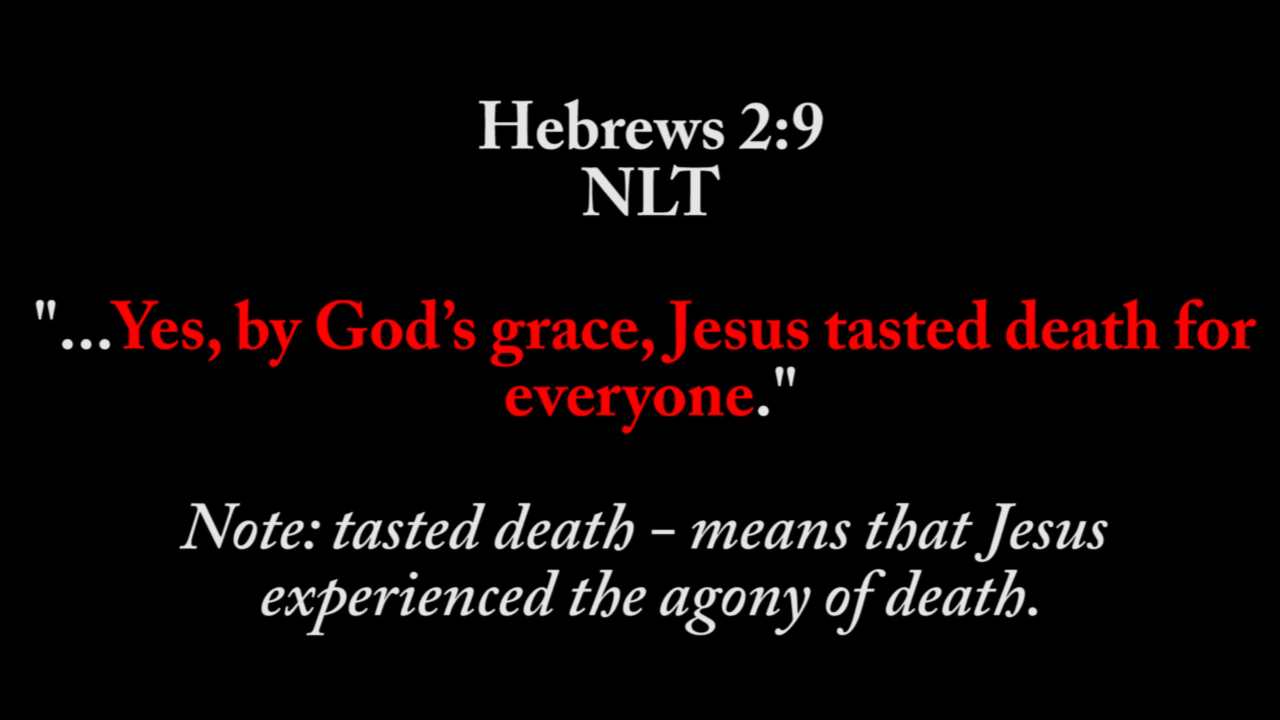 Hebrews 2:9
NLT
"...Yes, by God’s grace, Jesus tasted death for
everyone."
Note: tasted death – means that Jesus
experienced the agony of death.